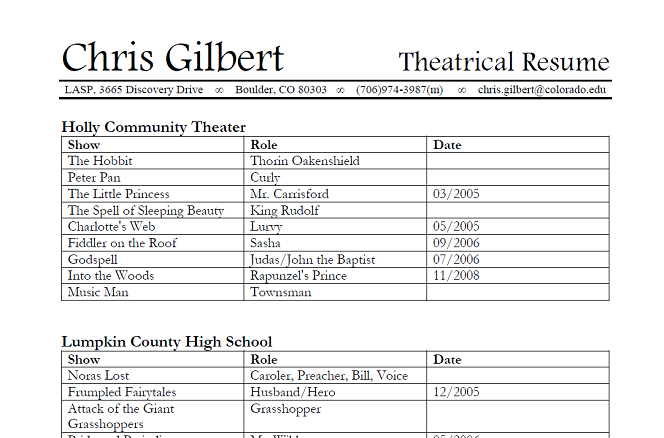 Chris Gilbert Theatrical Resume
LASP, 3665 Discovery Drive ∞ Boulder, CO 80303 ∞ (706)974-3987(m) ∞ chris.gilbert@colorado.edu
Holly Community Theater
Show Role Date
The Hobbit Thorin Oakenshield
Peter Pan Curly
The Little Princess Mr. Carrisford 03/2005
The Spell of Sleeping Beauty King Rudolf
Charlotte's Web Lurvy 05/2005
Fiddler on the Roof Sasha 09/2006
Godspell Judas/John the Baptist 07/2006
Into the Woods Rapunzel's Prince 11/2008
Music Man Townsman
Lumpkin County High School
Show Role Date
Noras Lost Caroler, Preacher, Bill, Voice
Frumpled Fairytales Husband/Hero 12/2005
Attack of the Giant Grasshopper
Grasshoppers